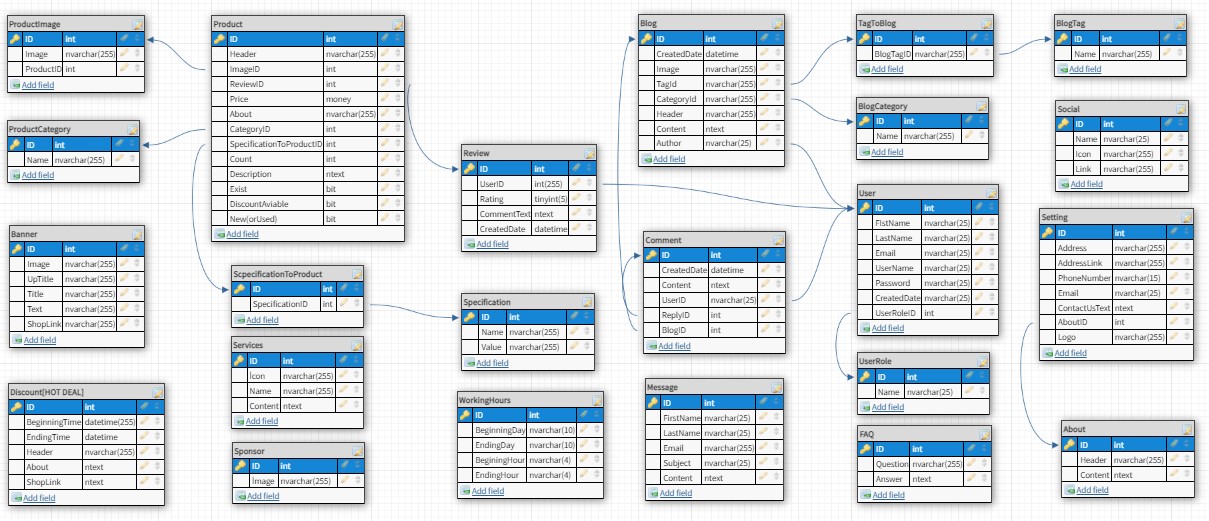 ProductImage
ID int
Image nvarchar(255)
ProductID int
Add field
Product
ID int
Header nvarchar(255)
ImageID int
ReviewID int
Price money
About nvarchar(255)
CategoryID int
SpecificationToProductID int
Count int
Description ntext
Exist bit
DiscountAviable bit
New(orUsed) bit
Add field
ProductCategory
ID int
Name nvarchar(255)
Add field
Review
ID int
UserID int(255)
Rating tinyint(5)
CommentText ntext
CreatedDate datetime
Add field
Banner
ID int
Image nvarchar(255)
UpTitle nvarchar(255)
Title nvarchar(255)
Text nvarchar(255)
ShopLink nvarchar(255)
Add field
ScpecificationToProduct
ID int
SpecificationID int
Add field
Specification
ID int
Name nvarchar(255)
Value nvarchar(255)
Add field
Services
ID int
Icon nvarchar(255)
Name nvarchar(255)
Content ntext
Add field
Discount[HOT DEAL]
ID int
BeginningTime datetime(255)
EndingTime datetime
Header nvarchar(255)
About ntext
ShopLink ntext
Add field
Sponsor
ID int
Image nvarchar(255)
Add field
WorkingHours
ID int
BeginningDay nvarchar(10)
EndingDay nvarchar(10)
BeginingHour nvarchar(4)
EndingHour nvarchar(4)
Add field
Blog
ID int
CreatedDate datetime
Image nvarchar(255)
TagId nvarchar(255)
CategoryId nvarchar(255)
Header nvarchar(255)
Content ntext
Author nvarchar(25)
Add field
TagToBlog
ID int
BlogTagID nvarchar(255)
Add field
BlogTag
ID int
Name nvarchar(255)
Add field
BlogCategory
ID int
Name nvarchar(255)
Add field
Social
ID int
Name nvarchar(25)
Icon nvarchar(255)
Link nvarchar(255)
Add field
User
ID int
FIstName nvarchar(25)
LastName nvarchar(25)
Email nvarchar(25)
UserName nvarchar(25)
Password nvarchar(25)
CreatedDate nvarchar(25)
UserRoleID int
Add field
Setting
ID int
Address nvarchar(255)
AddressLink nvarchar(255)
PhoneNumber nvarchar(15)
Email nvarchar(25)
ContactUsText ntext
AboutID int
Logo nvarchar(255)
Add field
Comment
ID int
CreatedDate datetime
Content ntext
UserID nvarchar(25)
ReplyID int
BlogID int
Add field
UserRole
ID int
Name nvarchar(25)
Add field
Message
ID int
FirstName nvarchar(25)
LastName nvarchar(25)
Email nvarchar(255)
Subject nvarchar(25)
Content ntext
Add field
FAQ
ID int
Question nvarchar(255)
Answer ntext
Add field
About
ID int
Header nvarchar(255)
Content ntext
Add field